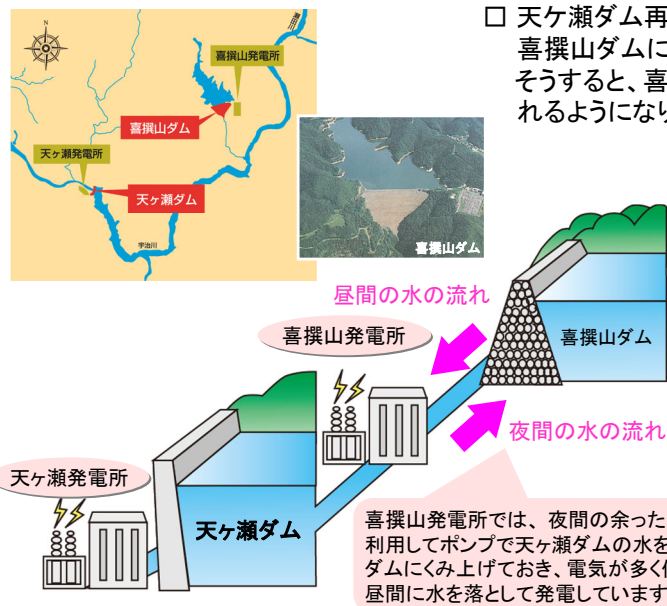 □ 天ケ瀬ダム再
喜撰山ダムに
そうすると、喜
れるようになり
N
喜撰山発電所
喜撰山ダム
天ヶ瀬発電所
天ヶ瀬ダム
宇治川
喜撰山ダム
昼間の水の流れ
喜撰山発電所
喜撰山ダム
夜間の水の流れ
天ヶ瀬発電所
天ヶ瀬ダム
喜撰山発電所では、夜間の余った
利用してポンプで天ヶ瀬ダムの水を
ダムにくみ上げておき、電気が多く
昼間に水を落として発電しています